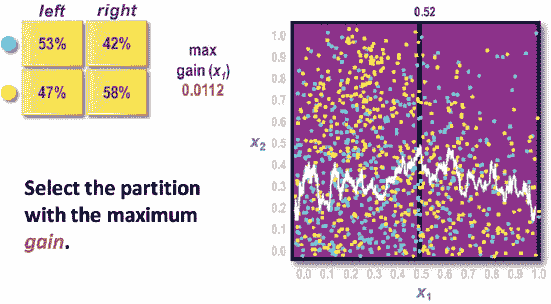 left right
53% 42%
47% 58%
max
gain (x1)
0.0112
Select the partition
with the maximum
gain.
0.52
1.0
0.9
0.8
0.7
0.6
x2 0.5
0.4
0.3
0.2
0.1
0.0
0.0 0.1 0.2 0.3 0.4 0.5 0.6 0.7 0.8 0.9 1.0
x1